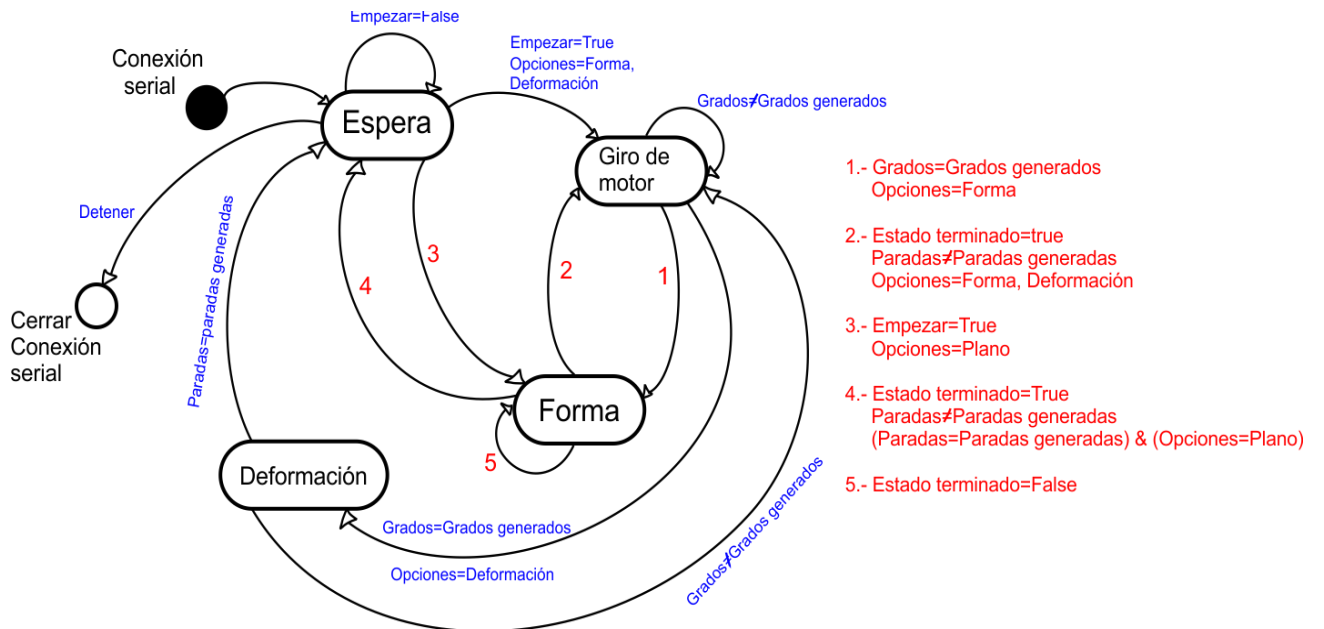 Empezar=False
Empezar=True
Opciones=Forma,
Deformación
Conexión
serial
Grados≠Grados generados
Espera
Giro de
motor
1.- Grados=Grados generados
Opciones=Forma
Detener
Paradas=paradas generadas
2.- Estado terminado=true
Paradas≠Paradas generadas
Opciones=Forma, Deformación
3
2
1
4
Cerrar
Conexión
serial
3.- Empezar=True
Opciones=Plano
4.- Estado terminado=True
Paradas≠Paradas generadas
(Paradas=Paradas generadas) & (Opciones=Plano)
Forma
5
5.- Estado terminado=False
Deformación
Grados=Grados generados
Opciones=Deformación
Grados≠Grados generados